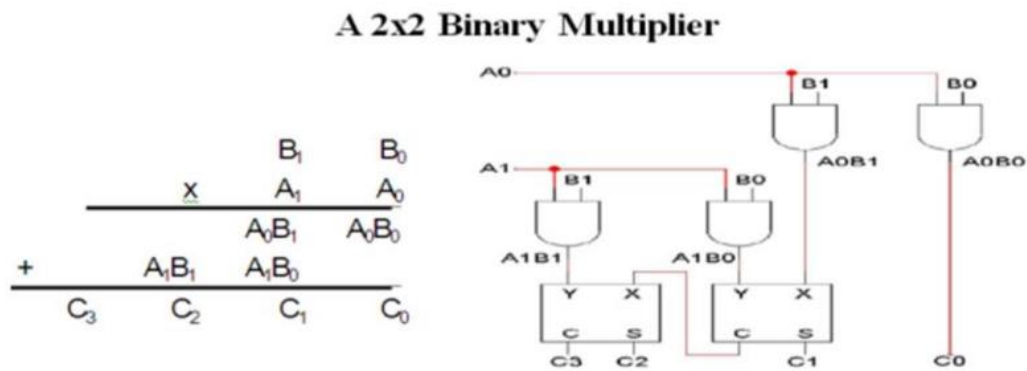 A 2x2 Binary Multiplier
B₁ B₀
x A₁ A₀
A₀B₁ A₀B₀
+ A₁B₁ A₁B₀
C₃ C₂ C₁ C₀
A0
B1 B0
A0B1 A0B0
A1
B1 B0
A1B1 A1B0
Y X Y X
C S C S
C3 C2 C1 C0